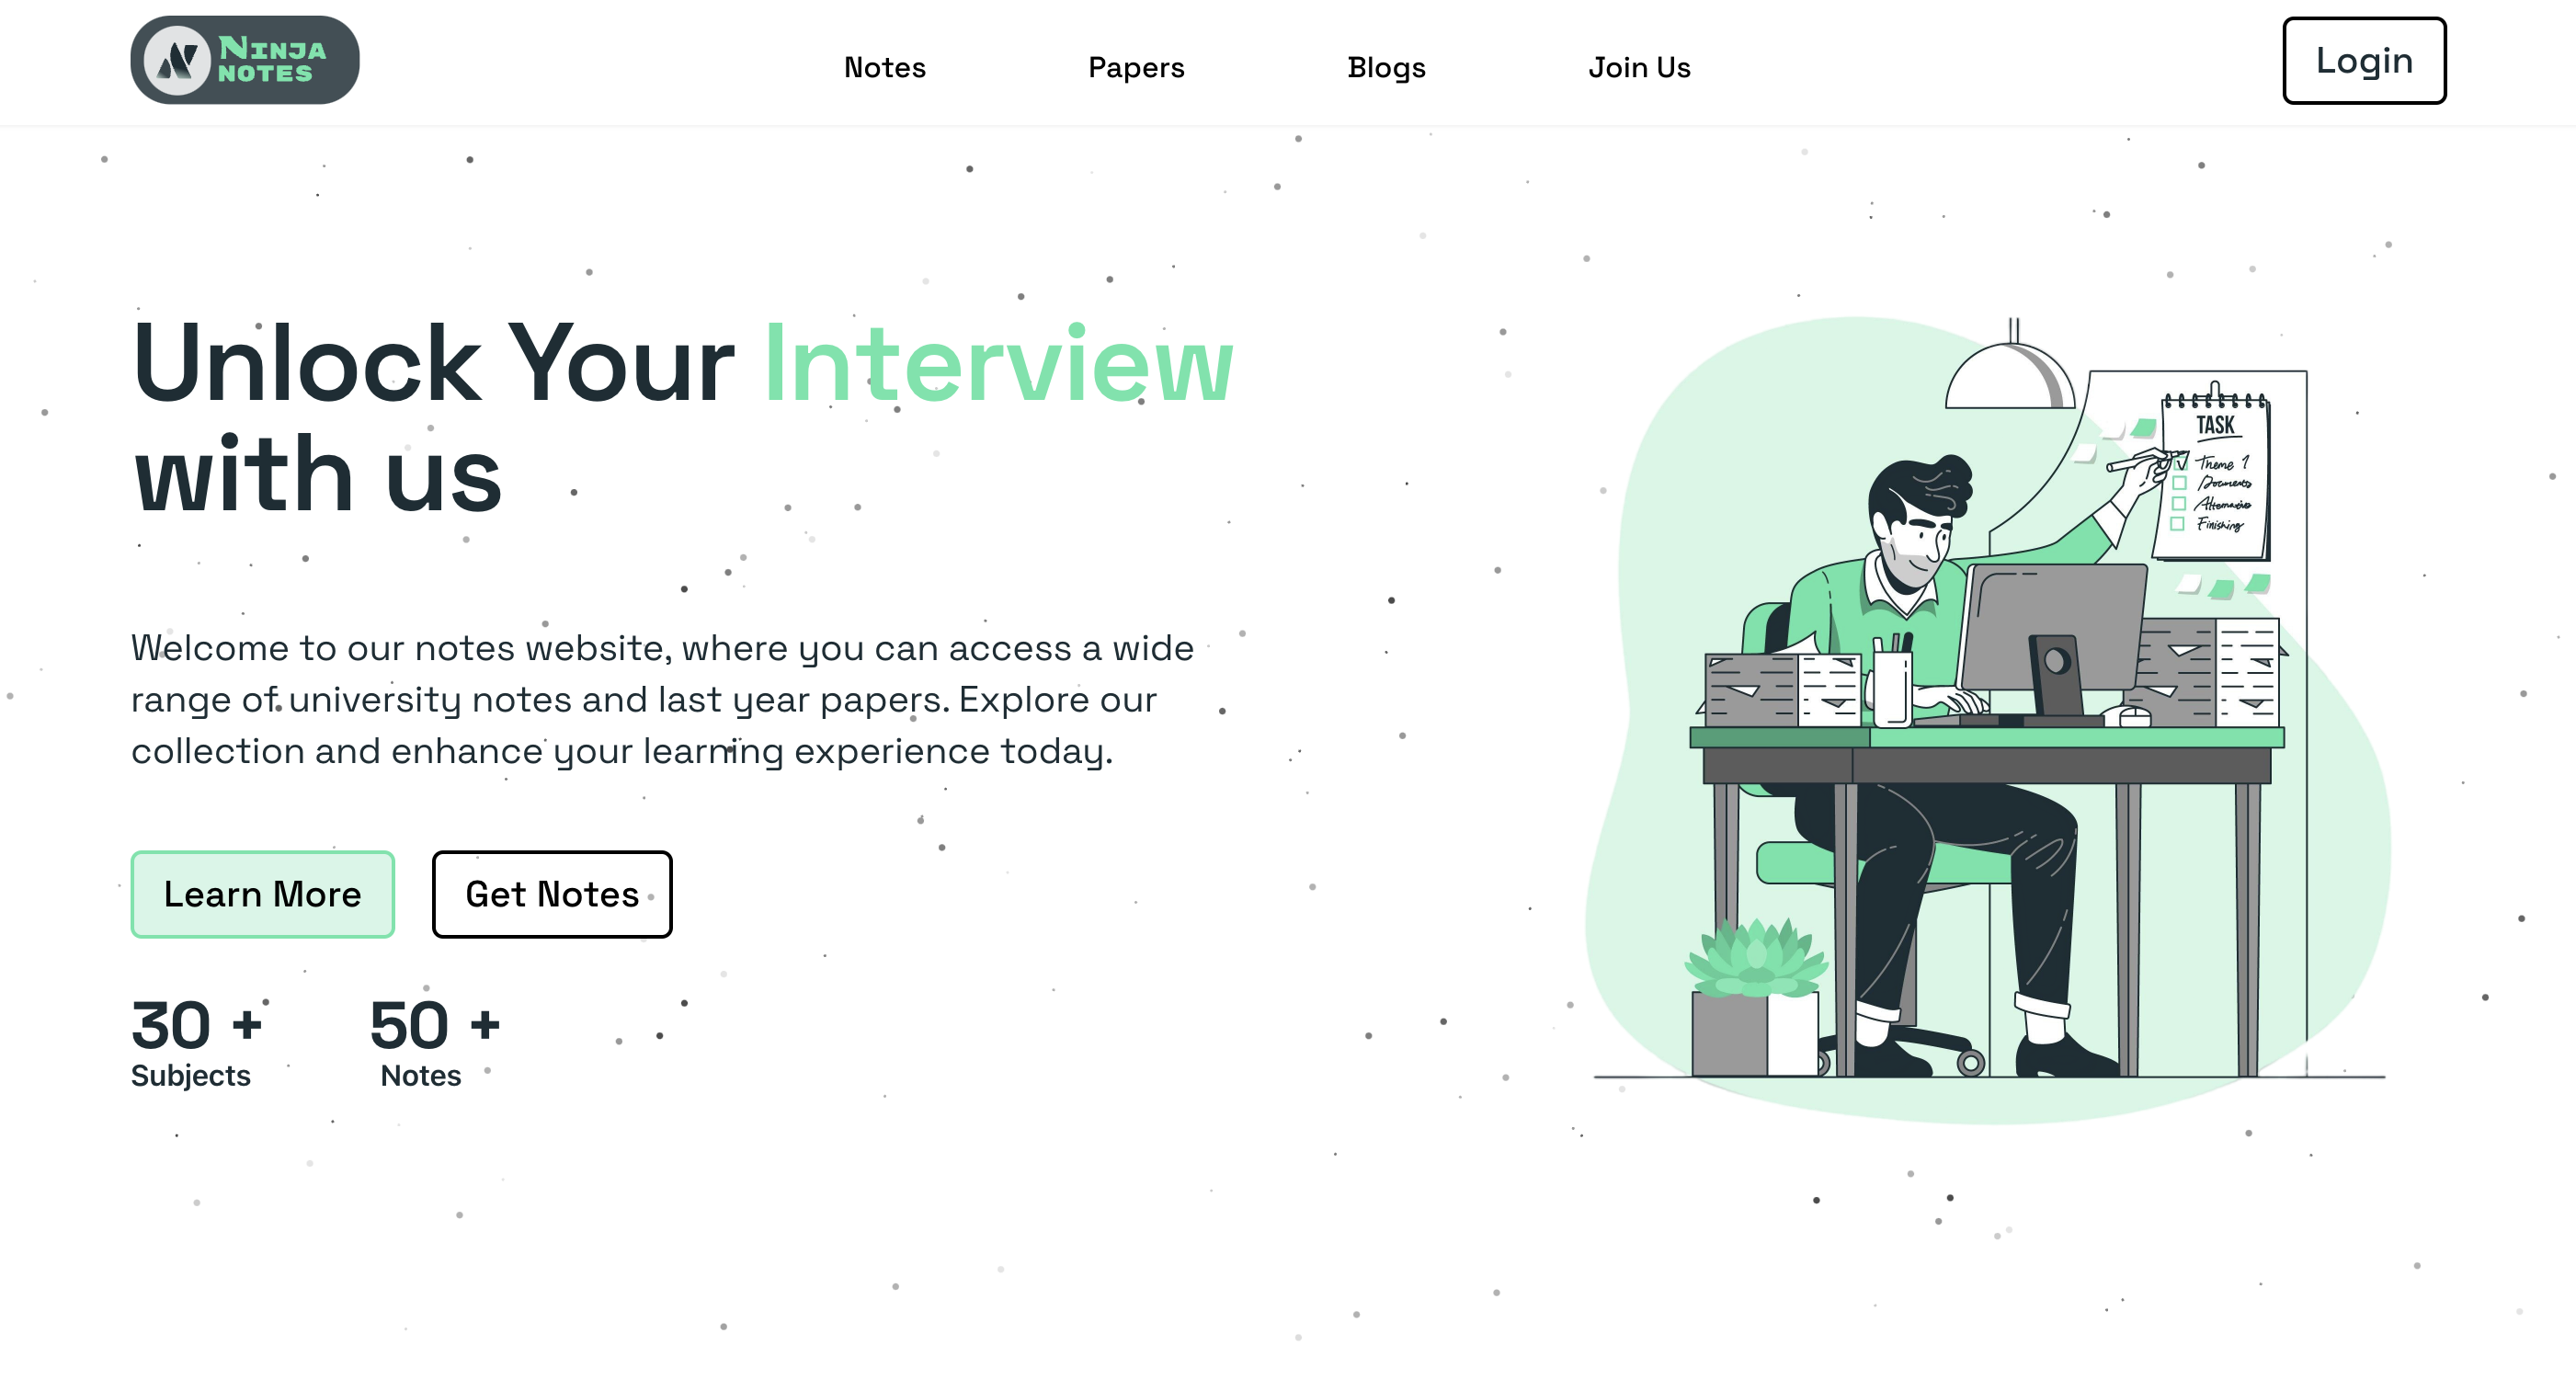 NINJA
NOTES
Notes
Papers
Blogs
Join Us
Login
Unlock Your Interview
with us
Welcome to our notes website, where you can access a wide
range of university notes and last year papers. Explore our
collection and enhance your learning experience today.
Learn More
Get Notes
30 +
50 +
Subjects
Notes
TASK
Theme 1
Documents
Alternative
Finishing